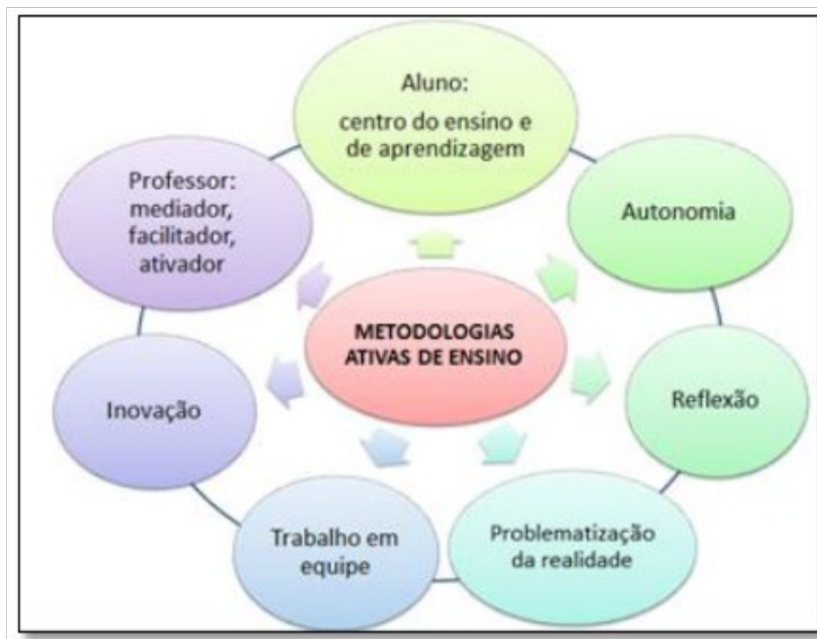 Aluno:
centro do ensino e
de aprendizagem
Autonomia
Reflexão
Problematização
da realidade
Trabalho em
equipe
Inovação
Professor:
mediador,
facilitador,
ativador
METODOLOGIAS
ATIVAS DE ENSINO